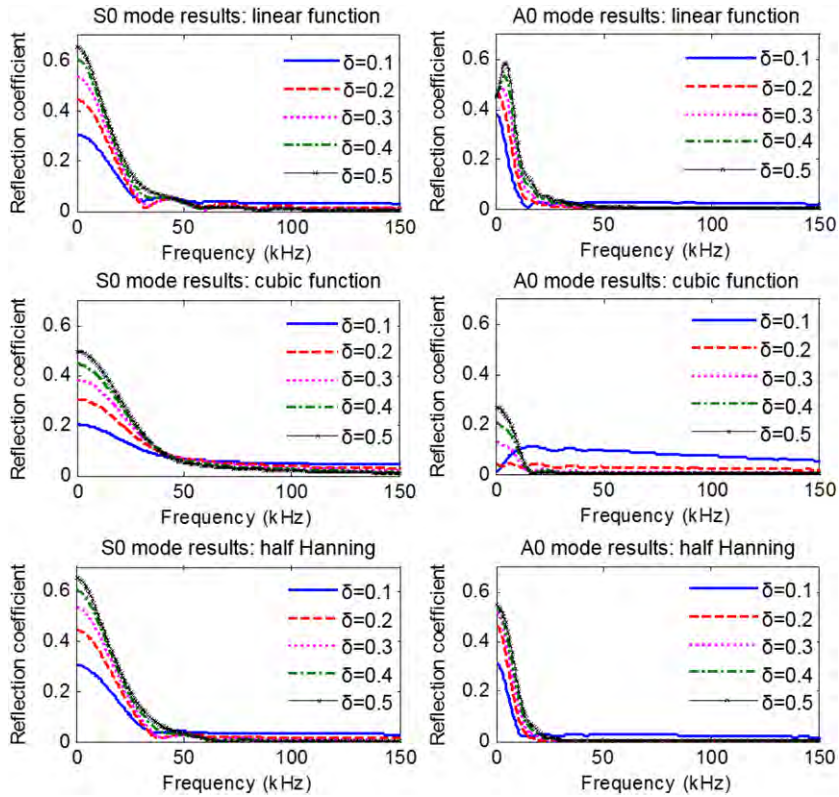 S0 mode results: linear function
Reflection coefficient
0.6
0.4
0.2
0
δ=0.1
δ=0.2
δ=0.3
δ=0.4
δ=0.5
0 50 100 150
Frequency (kHz)
A0 mode results: linear function
Reflection coefficient
0.6
0.4
0.2
0
δ=0.1
δ=0.2
δ=0.3
δ=0.4
δ=0.5
0 50 100 150
Frequency (kHz)
S0 mode results: cubic function
Reflection coefficient
0.6
0.4
0.2
0
δ=0.1
δ=0.2
δ=0.3
δ=0.4
δ=0.5
0 50 100 150
Frequency (kHz)
A0 mode results: cubic function
Reflection coefficient
0.6
0.4
0.2
0
δ=0.1
δ=0.2
δ=0.3
δ=0.4
δ=0.5
0 50 100 150
Frequency (kHz)
S0 mode results: half Hanning
Reflection coefficient
0.6
0.4
0.2
0
δ=0.1
δ=0.2
δ=0.3
δ=0.4
δ=0.5
0 50 100 150
Frequency (kHz)
A0 mode results: half Hanning
Reflection coefficient
0.6
0.4
0.2
0
δ=0.1
δ=0.2
δ=0.3
δ=0.4
δ=0.5
0 50 100 150
Frequency (kHz)